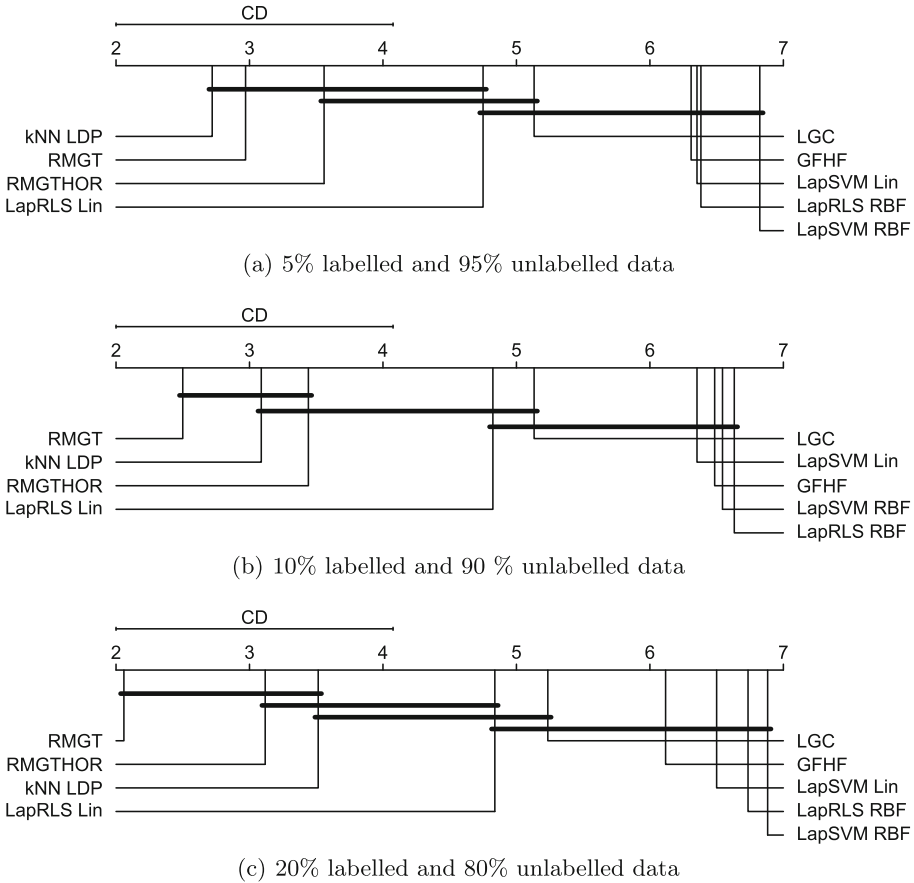 CD
2 3 4 5 6 7
kNN LDP LGC
RMGT GFHF
RMGTHOR LapSVM Lin
LapRLS Lin LapRLS RBF
LapSVM RBF
(a) 5% labelled and 95% unlabelled data
CD
2 3 4 5 6 7
RMGT LGC
kNN LDP LapSVM Lin
RMGTHOR GFHF
LapRLS Lin LapSVM RBF
LapRLS RBF
(b) 10% labelled and 90 % unlabelled data
CD
2 3 4 5 6 7
RMGT LGC
RMGTHOR GFHF
kNN LDP LapSVM Lin
LapRLS Lin LapRLS RBF
LapSVM RBF
(c) 20% labelled and 80% unlabelled data